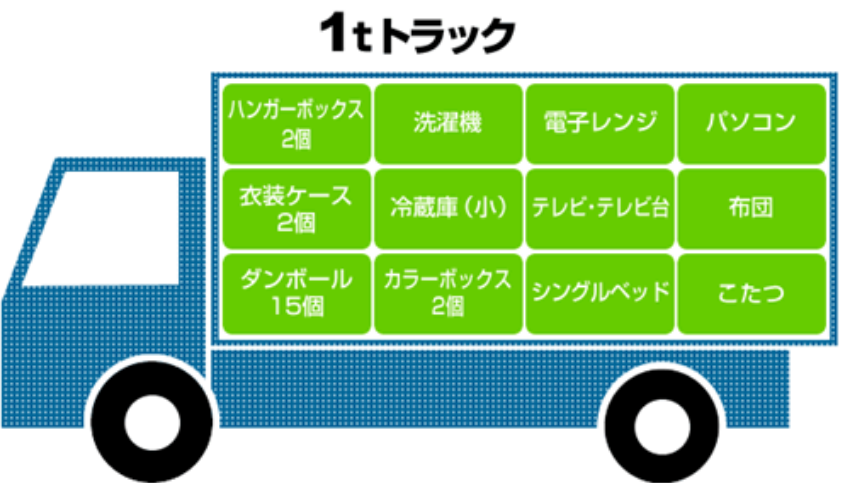 1tトラック
ハンガーボックス
2個
洗濯機
電子レンジ
パソコン
衣装ケース
2個
冷蔵庫（小）
テレビ・テレビ台
布団
ダンボール
15個
カラーボックス
2個
シングルベッド
こたつ